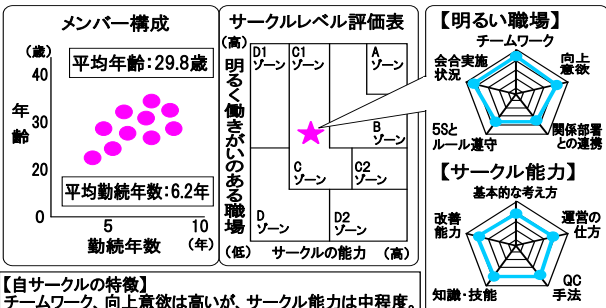 メンバー構成
(歳)
平均年齢:29.8歳
40
年齢
30
20
平均勤続年数:6.2年
0
5
10
勤続年数
(年)
サークルレベル評価表
(高)
明るく働きがいのある職場
D1
ゾーン
C1
ゾーン
A
ゾーン
B
ゾーン
C
ゾーン
C2
ゾーン
D
ゾーン
D2
ゾーン
(低)
サークルの能力
(高)
【明るい職場】
チームワーク
会合実施
状況
向上
意欲
5Sと
ルール遵守
関係部署
との連携
【サークル能力】
基本的な考え方
改善
能力
運営の
仕方
知識・技能
QC
手法
【自サークルの特徴】
チームワーク、向上意欲は高いが、サークル能力は中程度。